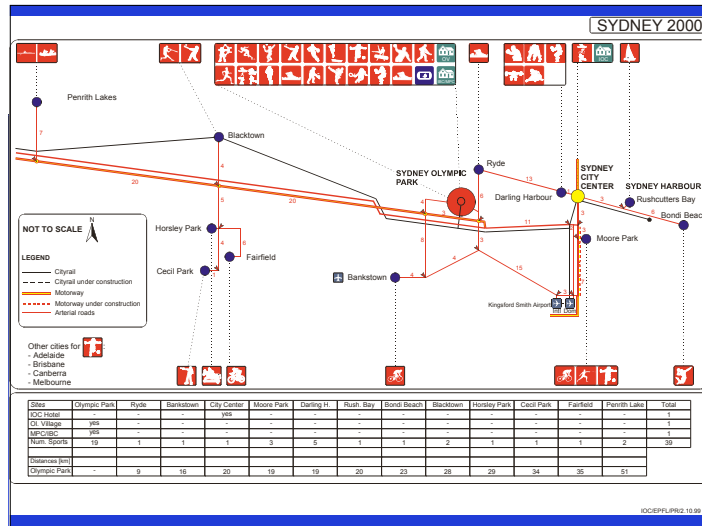 SYDNEY 2000
OV
IBC/MPC
IOC
Penrith Lakes
7
Blacktown
4
20
20
5
SYDNEY OLYMPIC
PARK
Ryde
13
6
4
3
8
Darling Harbour
1
11
3
SYDNEY
CITY
CENTER
SYDNEY HARBOUR
3
Rushcutters Bay
6
Bondi Beac
3
3
Moore Park
NOT TO SCALE
N
LEGEND
Cityrail
Cityrail under construction
Motorway
Motorway under construction
Arterial roads
Horsley Park
4
6
Fairfield
Cecil Park
1
Bankstown
4
4
15
3
3
Kingsford Smith Airport
Intl Dom
Other cities for :
- Adelaide
- Brisbane
- Canberra
- Melbourne
Sites Olympic Park Ryde Bankstown City Center Moore Park Darling H. Rush. Bay Bondi Beach Blacktown Horsley Park Cecil Park Fairfield Penrith Lake Total
IOC Hotel - - - yes - - - - - - - - - 1
Ol. Village yes - - - - - - - - - - - - 1
MPC/IBC yes - - - - - - - - - - - - 1
Num. Sports 19 1 1 1 3 5 1 1 2 1 1 1 2 39
Distances [km]
Olympic Park - 9 16 20 19 19 20 23 28 29 34 35 51
IOC/EPFL/PR/2.10.99